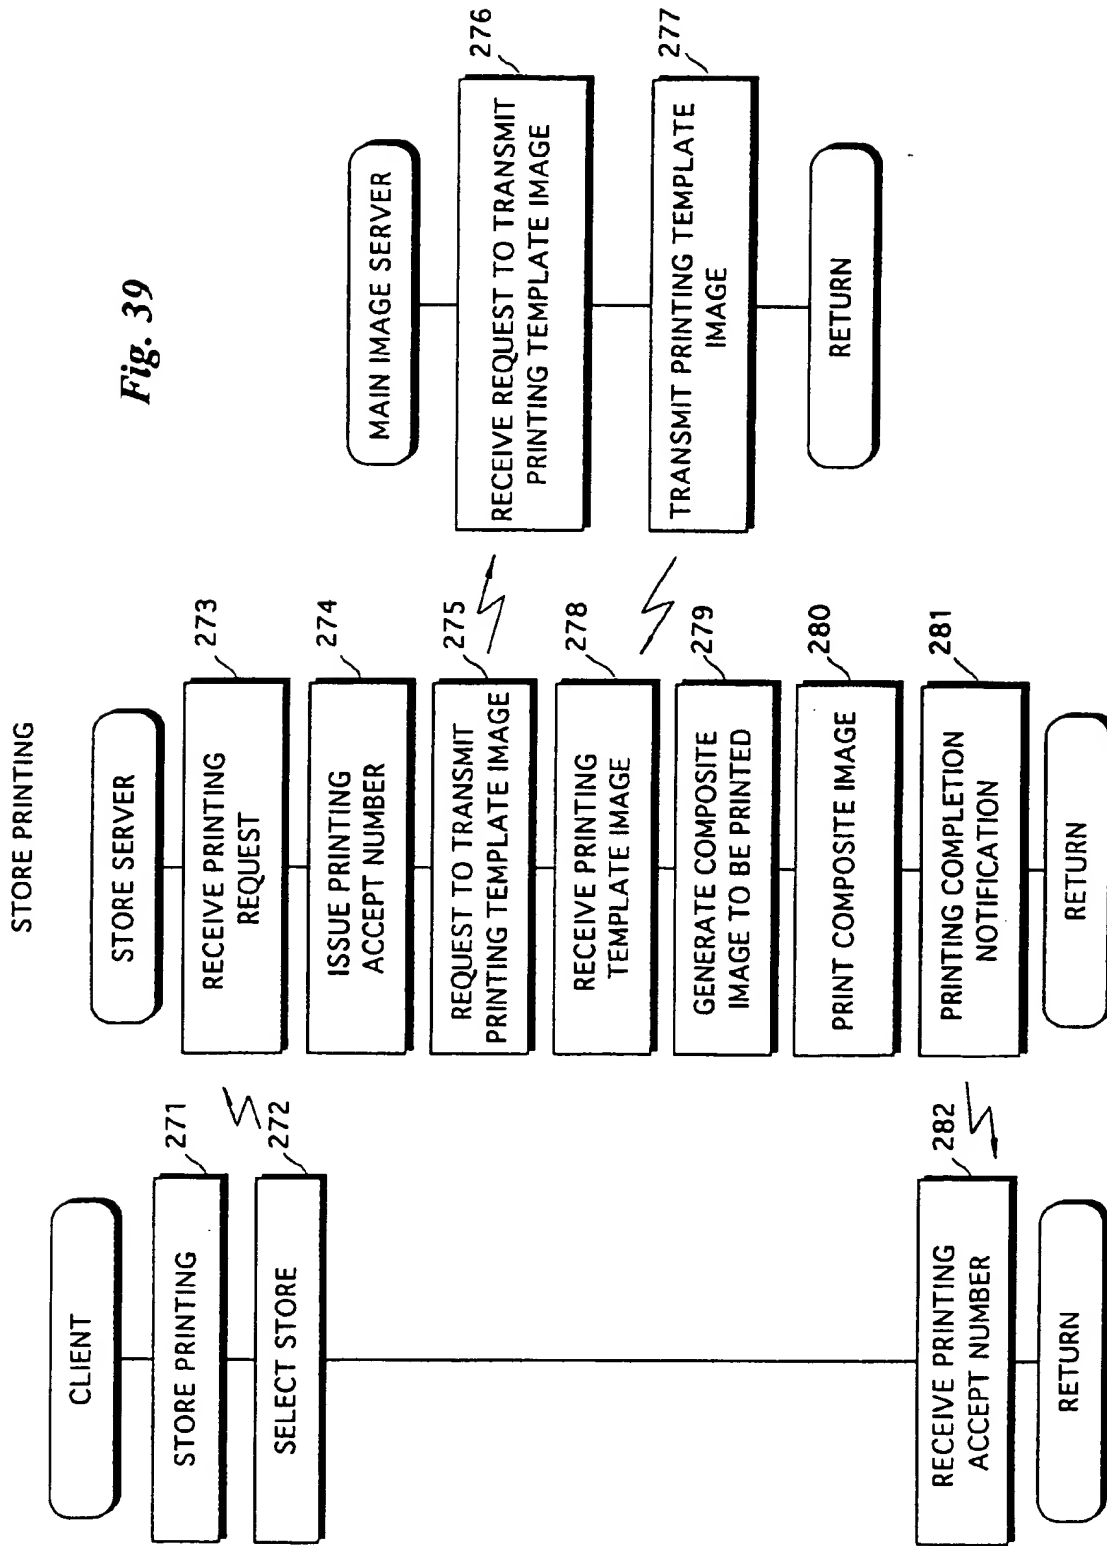 Fig. 39
STORE PRINTING
CLIENT
STORE PRINTING
271
SELECT STORE
272
RECEIVE PRINTING
ACCEPT NUMBER
282
RETURN
STORE SERVER
RECEIVE PRINTING
REQUEST
273
ISSUE PRINTING
ACCEPT NUMBER
274
REQUEST TO TRANSMIT
PRINTING TEMPLATE IMAGE
275
RECEIVE PRINTING
TEMPLATE IMAGE
278
GENERATE COMPOSITE
IMAGE TO BE PRINTED
279
PRINT COMPOSITE IMAGE
280
PRINTING COMPLETION
NOTIFICATION
281
RETURN
MAIN IMAGE SERVER
RECEIVE REQUEST TO TRANSMIT
PRINTING TEMPLATE IMAGE
276
TRANSMIT PRINTING TEMPLATE
IMAGE
277
RETURN